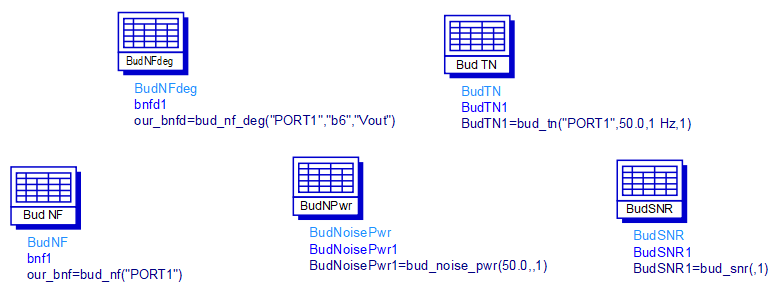 BudNFdeg
BudNFdeg
bnfd1
our_bnfd=bud_nf_deg("PORT1","b6","Vout")
Bud TN
BudTN
BudTN1
BudTN1=bud_tn("PORT1",50.0,1 Hz,1)
Bud NF
BudNF
bnf1
our_bnf=bud_nf("PORT1")
BudNPwr
BudNoisePwr
BudNoisePwr1
BudNoisePwr1=bud_noise_pwr(50.0,,1)
BudSNR
BudSNR
BudSNR1
BudSNR1=bud_snr(,1)